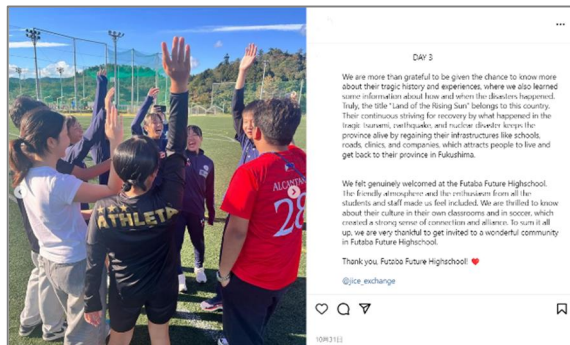 ATHLETA
ALCANTARA
28
DAY 3
We are more than grateful to be given the chance to know more
about their tragic history and experiences, where we also learned
some information about how and when the disasters happened.
Truly, the title "Land of the Rising Sun" belongs to this country.
Their continuous striving for recovery by what happened in the
tragic tsunami, earthquake, and nuclear disaster keeps the
province alive by regaining their infrastructures like schools,
roads, clinics, and companies, which attracts people to live and
get back to their province in Fukushima.
We felt genuinely welcomed at the Futaba Future Highschool.
The friendly atmosphere and the enthusiasm from all the
students and staff made us feel included. We are thrilled to know
about their culture in their own classrooms and in soccer, which
created a strong sense of connection and alliance. To sum it all
up, we are very thankful to get invited to a wonderful community
in Futaba Future Highschool.
Thank you, Futaba Future Highschool! ❤️
@jice_exchange
10月31日